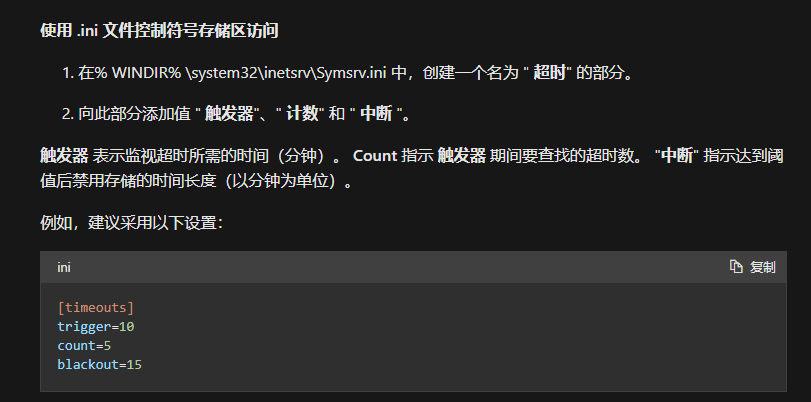 使用 .ini 文件控制符号存储区访问
1. 在% WINDIR% \system32\inetsrv\Symsrv.ini 中，创建一个名为 " 超时" 的部分。
2. 向此部分添加值 " 触发器"、" 计数" 和 " 中断 "。
触发器 表示监视超时所需的时间（分钟）。 Count 指示 触发器 期间要查找的超时数。 "中断" 指示达到阈
值后禁用存储的时间长度（以分钟为单位）。
例如，建议采用以下设置：
ini
复制
[timeouts]
trigger=10
count=5
blackout=15